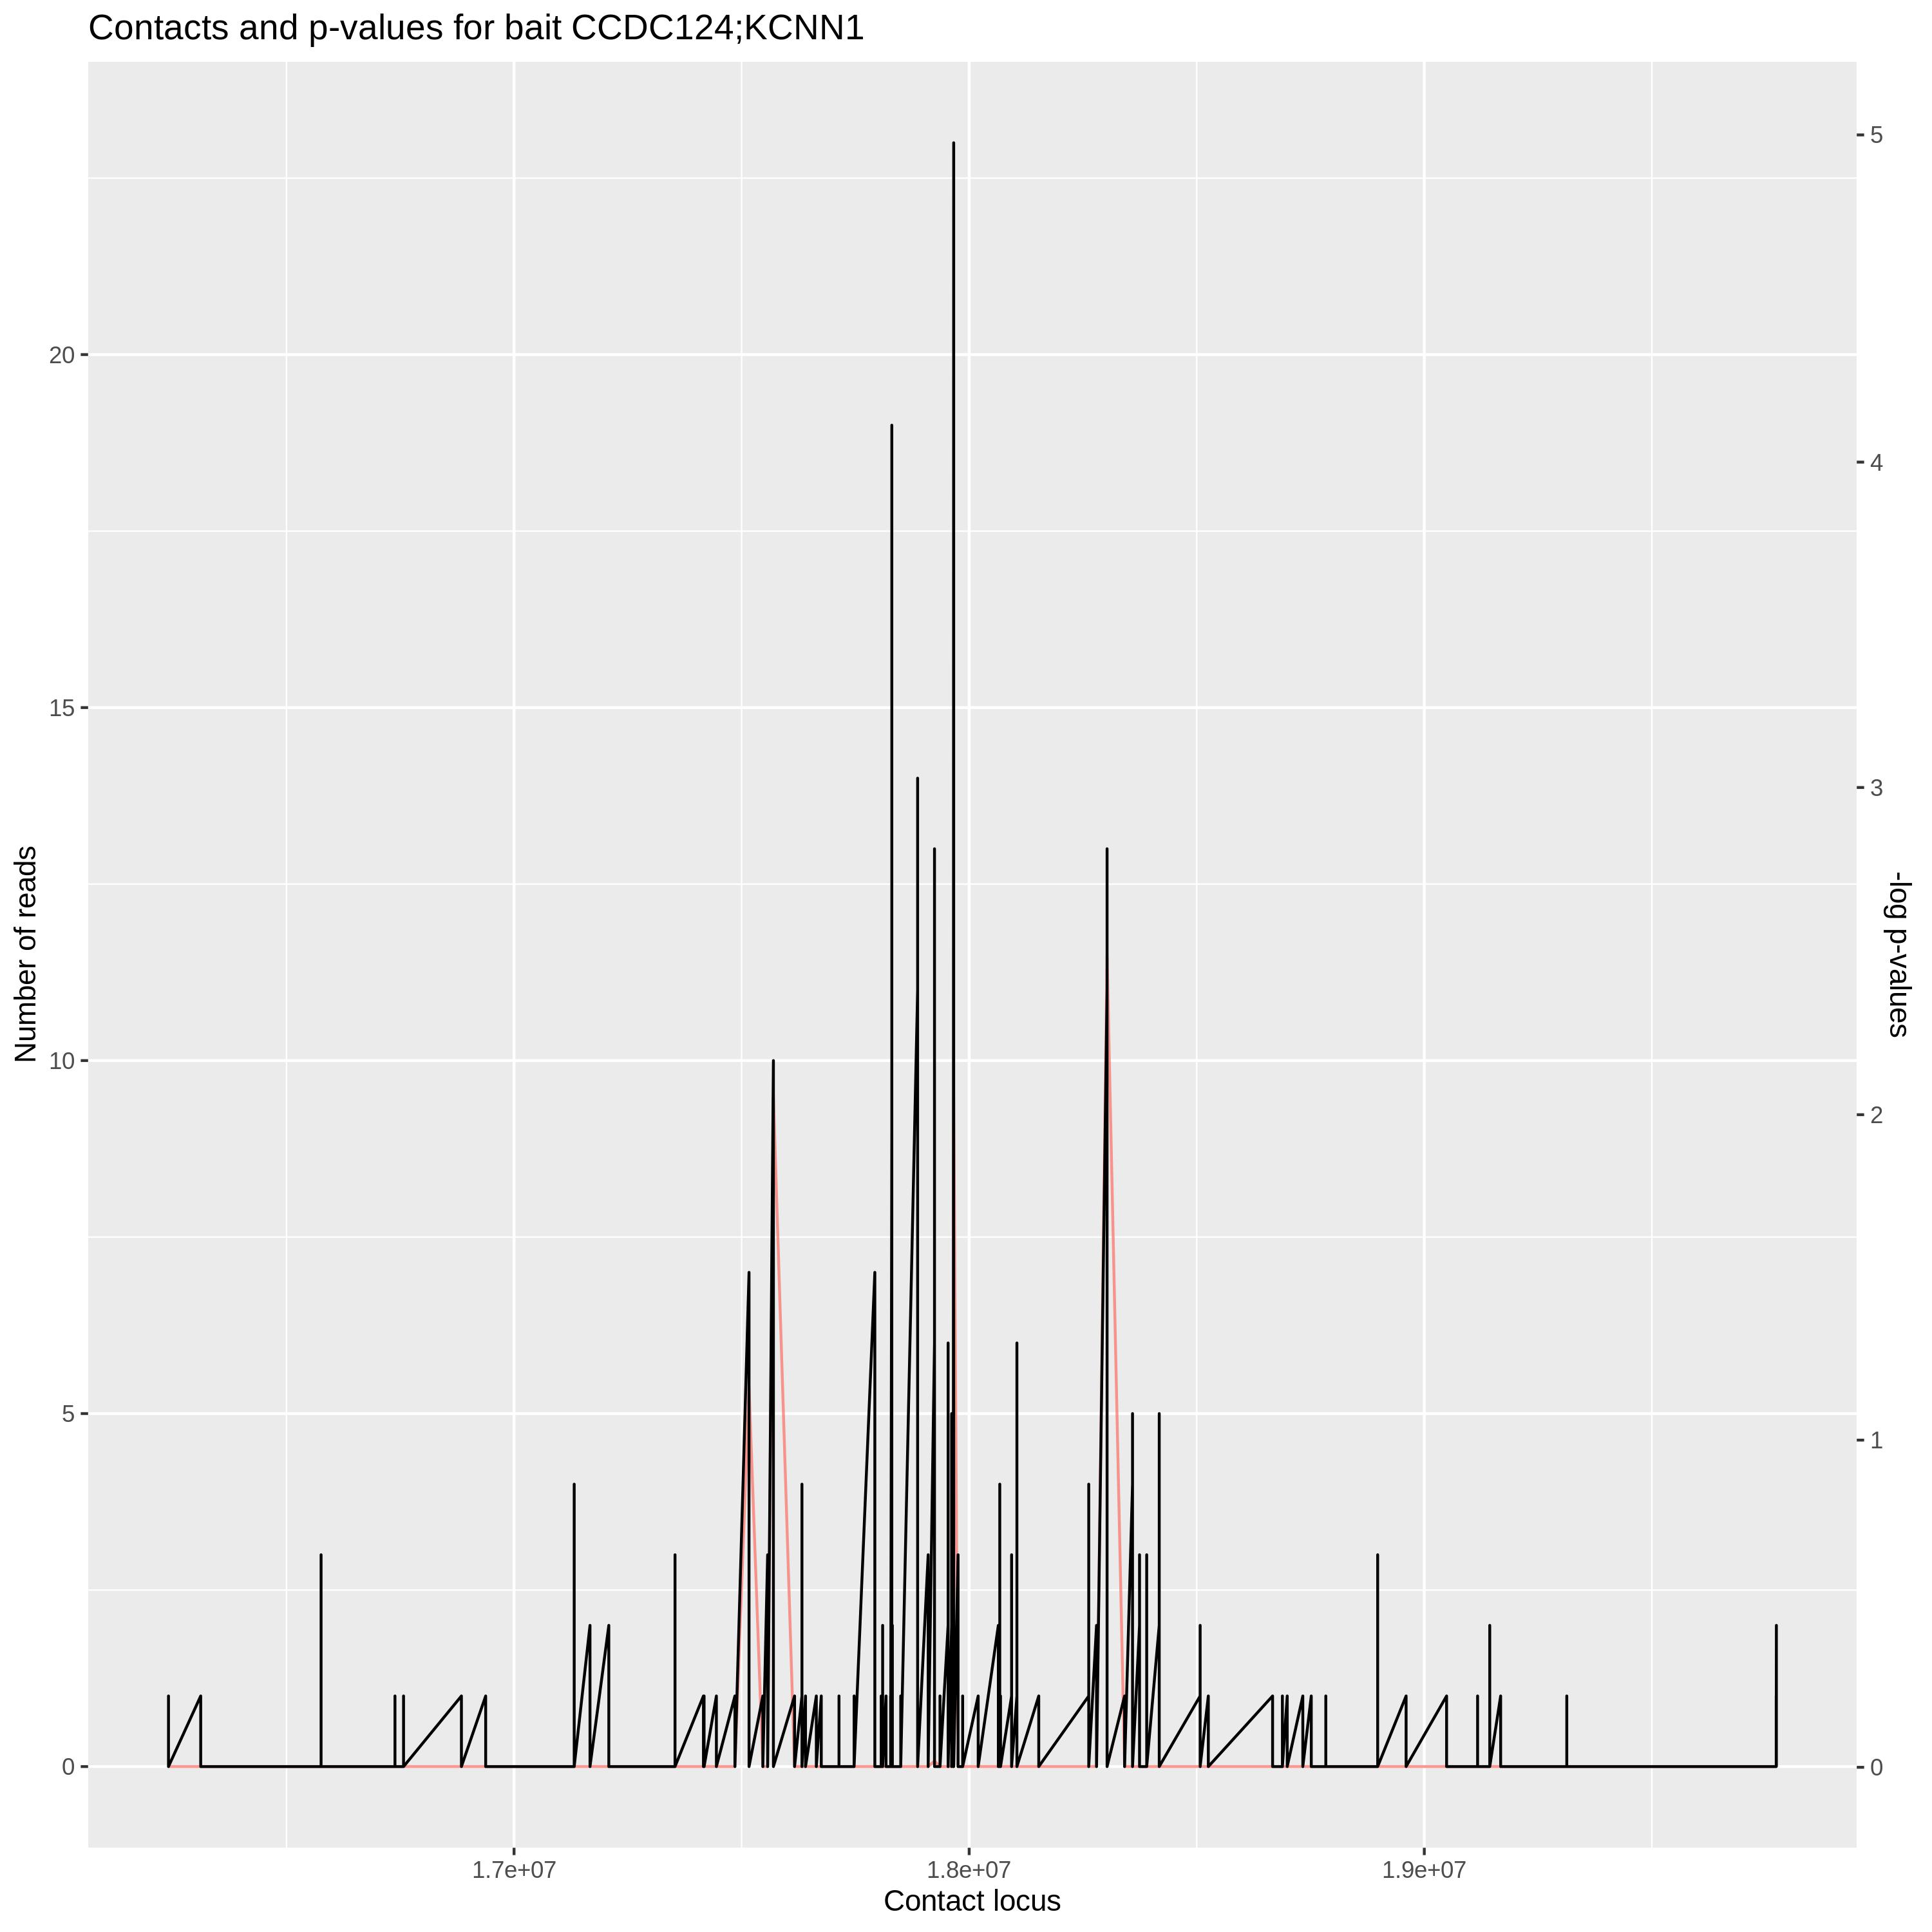 Contacts and p-values for bait CCDC124;KCNN1
Number of reads
20
15
10
5
0
5
4
3
2
1
0
-log p-values
1.7e+07 1.8e+07 1.9e+07
Contact locus